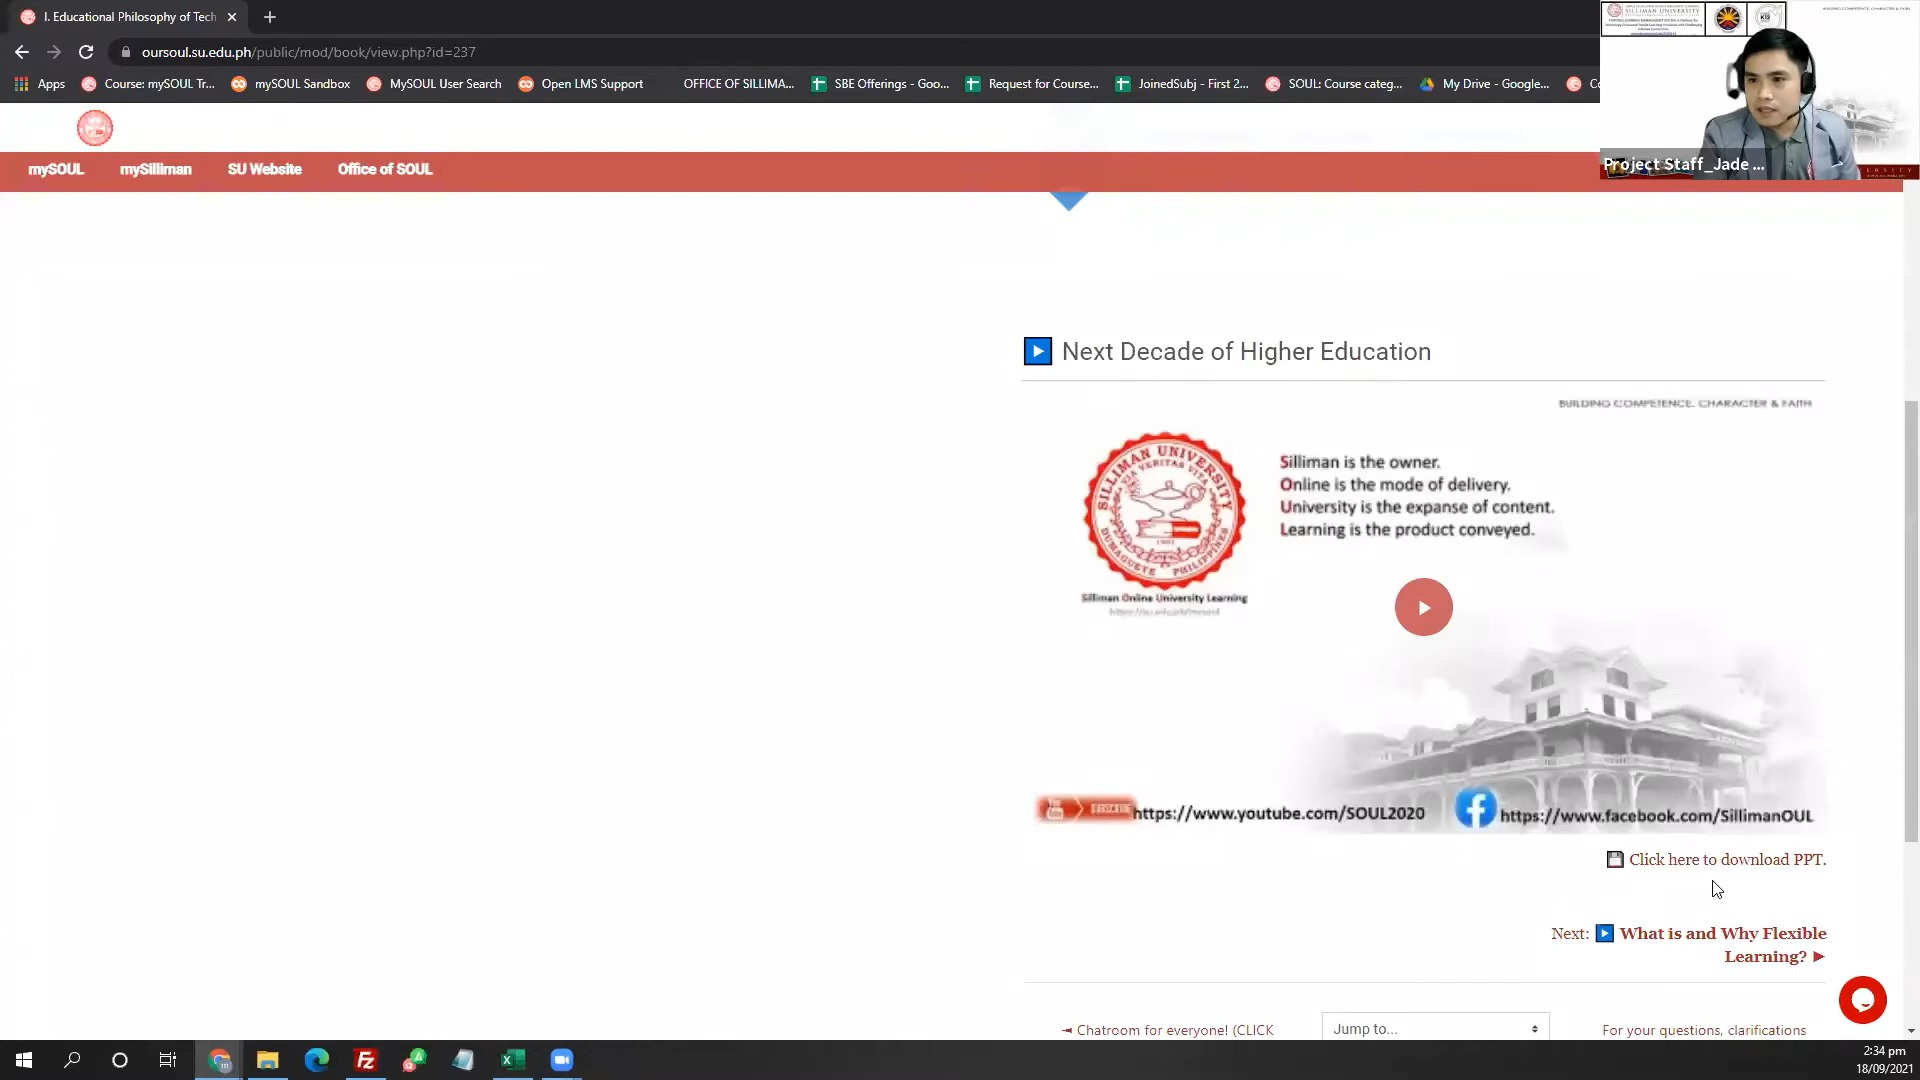 I. Educational Philosophy of Tech
oursoul.su.edu.ph/public/mod/book/view.php?id=237
Apps
Course: mySOUL Tr...
mySOUL Sandbox
MySOUL User Search
Open LMS Support
OFFICE OF SILLIMA...
SBE Offerings - Goo...
Request for Course...
JoinedSubj - First 2...
SOUL: Course categ...
My Drive - Google...
Project Staff_Jade ...
mySOUL
mySilliman
SU Website
Office of SOUL
Next Decade of Higher Education
BUILDING COMPETENCE, CHARACTER & FAITH
SILLIMAN UNIVERSITY
VIA VERITAS VITA
1901
DUMAGUETE PHILIPPINES
Silliman Online University Learning
Silliman is the owner.
Online is the mode of delivery.
University is the expanse of content.
Learning is the product conveyed.
SUBSCRIBE
https://www.youtube.com/SOUL2020
https://www.facebook.com/SillimanOUL
Click here to download PPT.
Next: What is and Why Flexible
Learning? ►
◄ Chatroom for everyone! (CLICK
Jump to...
For your questions, clarifications
2:34 pm
18/09/2021